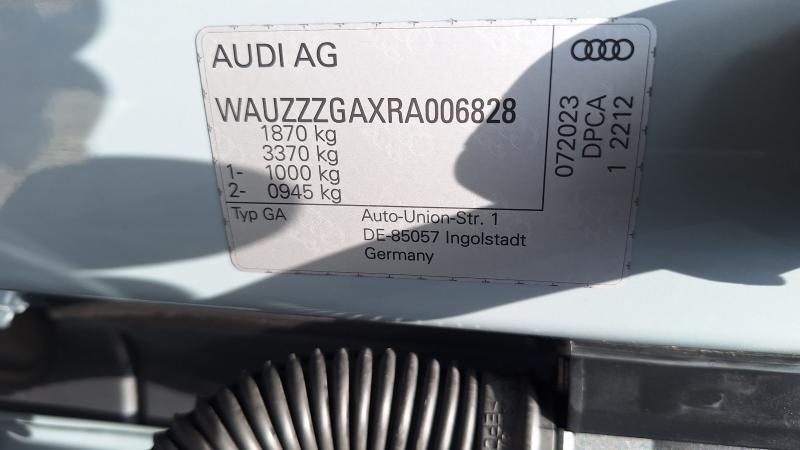 AUDI AG
WAUZZZGAXRA006828
1870 kg
3370 kg
1- 1000 kg
2- 0945 kg
Typ GA
Auto-Union-Str. 1
DE-85057 Ingolstadt
Germany
072023
DPCA
1 2212